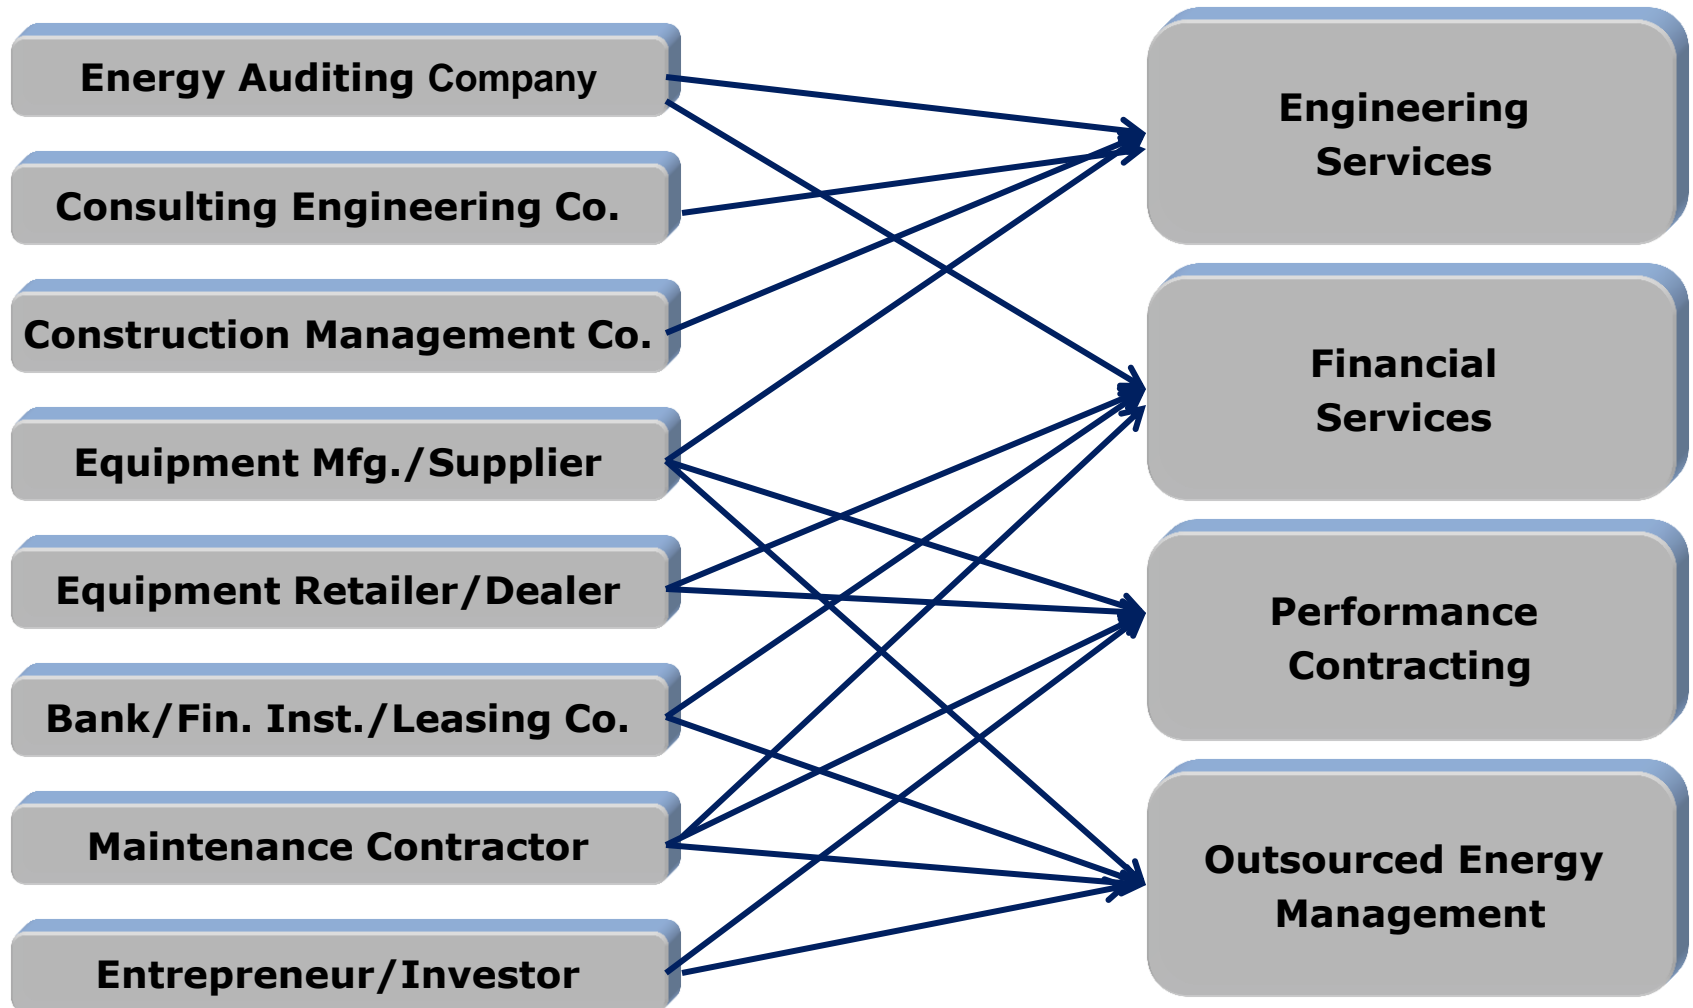 Energy Auditing Company
Consulting Engineering Co.
Construction Management Co.
Equipment Mfg./Supplier
Equipment Retailer/Dealer
Bank/Fin. Inst./Leasing Co.
Maintenance Contractor
Entrepreneur/Investor
Engineering
Services
Financial
Services
Performance
Contracting
Outsourced Energy
Management